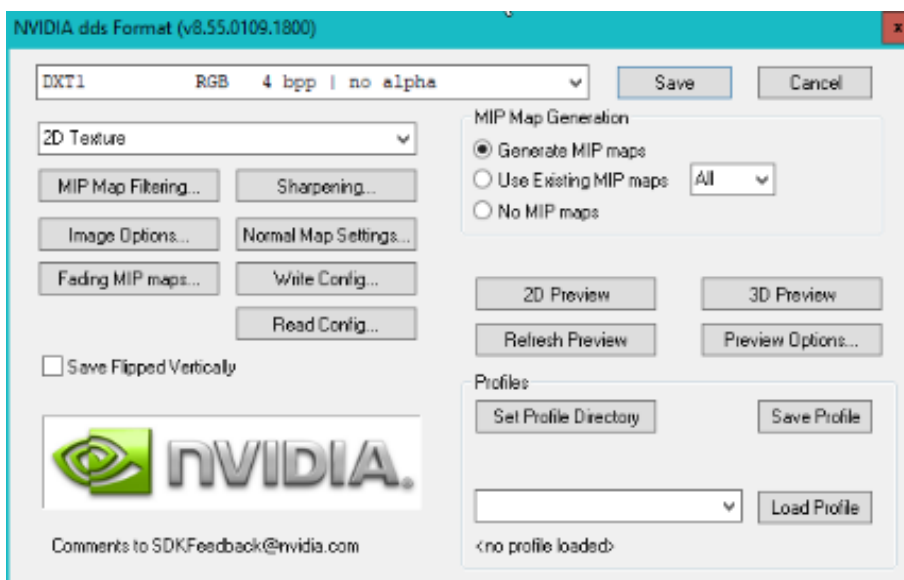 NVIDIA dds Format (v8.55.0109.1800)
x
DXT1 RGB 4 bpp | no alpha
Save
Cancel
2D Texture
MIP Map Generation
Generate MIP maps
Use Existing MIP maps
All
No MIP maps
MIP Map Filtering...
Sharpening...
Image Options...
Normal Map Settings...
Fading MIP maps...
Write Config...
Read Config...
2D Preview
3D Preview
Refresh Preview
Preview Options...
Save Flipped Vertically
Profiles
Set Profile Directory
Save Profile
Load Profile
<no profile loaded>
nVIDIA.®
Comments to SDKFeedback@nvidia.com